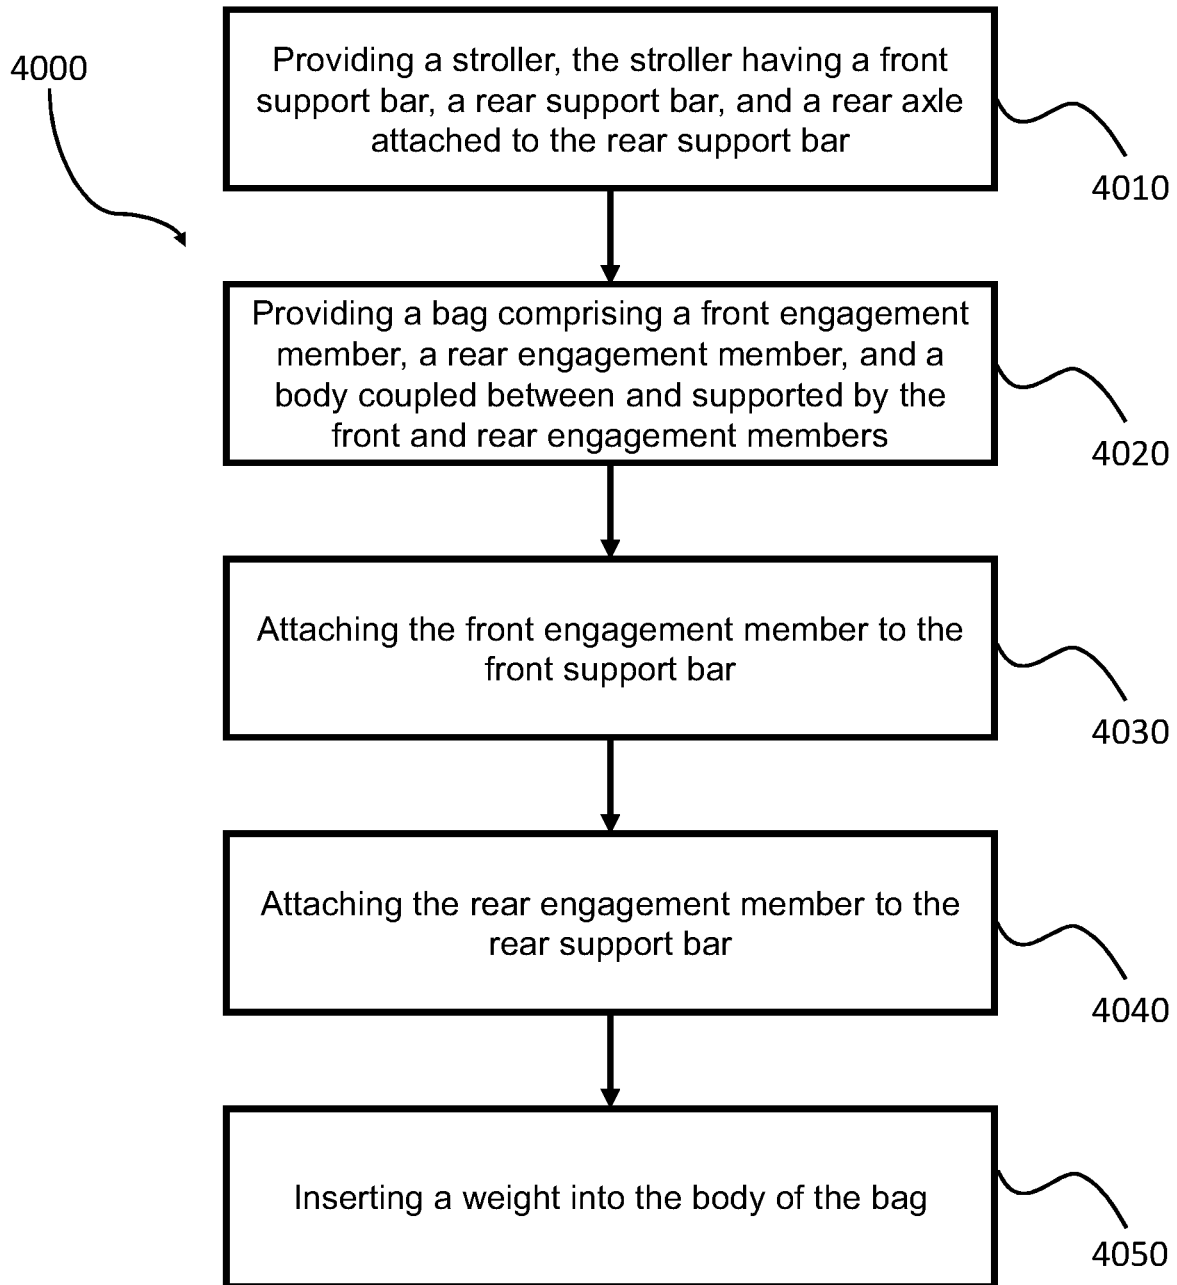 4000
Providing a stroller, the stroller having a front
support bar, a rear support bar, and a rear axle
attached to the rear support bar
4010
Providing a bag comprising a front engagement
member, a rear engagement member, and a
body coupled between and supported by the
front and rear engagement members
4020
Attaching the front engagement member to the
front support bar
4030
Attaching the rear engagement member to the
rear support bar
4040
Inserting a weight into the body of the bag
4050